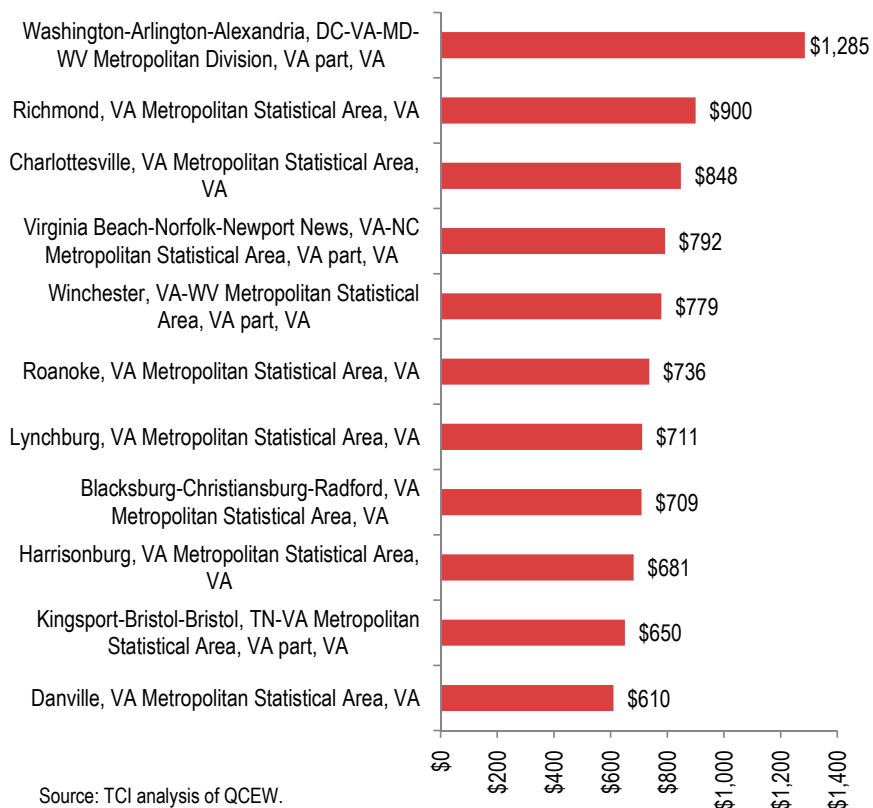 Washington-Arlington-Alexandria, DC-VA-MD-
WV Metropolitan Division, VA part, VA
$1,285
Richmond, VA Metropolitan Statistical Area, VA
$900
Charlottesville, VA Metropolitan Statistical Area,
VA
$848
Virginia Beach-Norfolk-Newport News, VA-NC
Metropolitan Statistical Area, VA part, VA
$792
Winchester, VA-WV Metropolitan Statistical
Area, VA part, VA
$779
Roanoke, VA Metropolitan Statistical Area, VA
$736
Lynchburg, VA Metropolitan Statistical Area, VA
$711
Blacksburg-Christiansburg-Radford, VA
Metropolitan Statistical Area, VA
$709
Harrisonburg, VA Metropolitan Statistical Area,
VA
$681
Kingsport-Bristol-Bristol, TN-VA Metropolitan
Statistical Area, VA part, VA
$650
Danville, VA Metropolitan Statistical Area, VA
$610
$0
$200
$400
$600
$800
$1,000
$1,200
$1,400
Source: TCI analysis of QCEW.